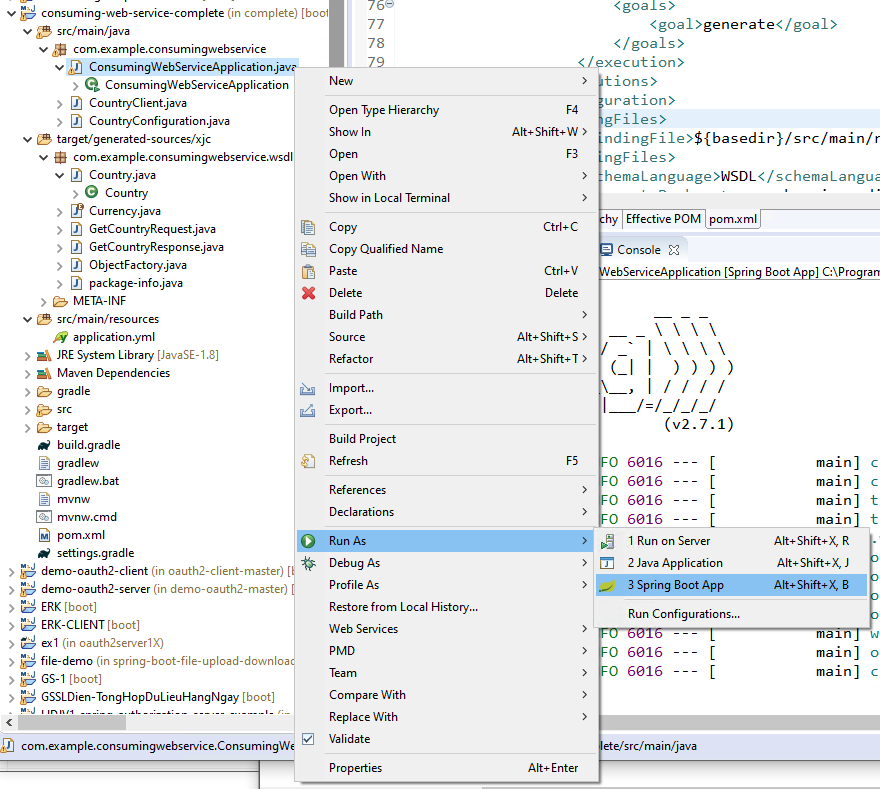 consuming-web-service-complete (in complete) [boot
src/main/java
com.example.consumingwebservice
ConsumingWebServiceApplication.java
ConsumingWebServiceApplication
CountryClient.java
CountryConfiguration.java
target/generated-sources/xjc
com.example.consumingwebservice.wsdl
Country.java
Country
Currency.java
GetCountryRequest.java
GetCountryResponse.java
ObjectFactory.java
package-info.java
META-INF
src/main/resources
application.yml
JRE System Library [JavaSE-1.8]
Maven Dependencies
gradle
src
target
build.gradle
gradlew
gradlew.bat
mvnw
mvnw.cmd
pom.xml
settings.gradle
demo-oauth2-client (in oauth2-client-master) [b
demo-oauth2-server (in demo-oauth2-master) [
ERK [boot]
ERK-CLIENT [boot]
ex1 (in oauth2server1X)
file-demo (in spring-boot-file-upload-download
GS-1 [boot]
GSSLDien-TongHopDuLieuHangNgay [boot]
com.example.consumingwebservice.ConsumingWe
New
Open Type Hierarchy F4
Show In Alt+Shift+W
Open F3
Open With
Show in Local Terminal
Copy Ctrl+C
Copy Qualified Name
Paste Ctrl+V
Delete Delete
Build Path
Source Alt+Shift+S
Refactor Alt+Shift+T
Import...
Export...
Build Project
Refresh F5
References
Declarations
Run As
Debug As
Profile As
Restore from Local History...
Web Services
PMD
Team
Compare With
Replace With
Validate
Properties Alt+Enter
1 Run on Server Alt+Shift+X, R
2 Java Application Alt+Shift+X, J
3 Spring Boot App Alt+Shift+X, B
Run Configurations...
76 <goals>
77 <goal>generate</goal>
78 </goals>
79 </execution>
utions>
guration>
ngFiles>
indingFile>${basedir}/src/main/r
ngFiles>
chemaLanguage>WSDL</schemaLangua
chy Effective POM pom.xml
Console
WebServiceApplication [Spring Boot App] C:\Program
(v2.7.1)
FO 6016 --- [ main] c
FO 6016 --- [ main] c
FO 6016 --- [ main] t
FO 6016 --- [ main] t
FO 6016 --- [ main] w
FO 6016 --- [ main] o
FO 6016 --- [ main] c
lete/src/main/java